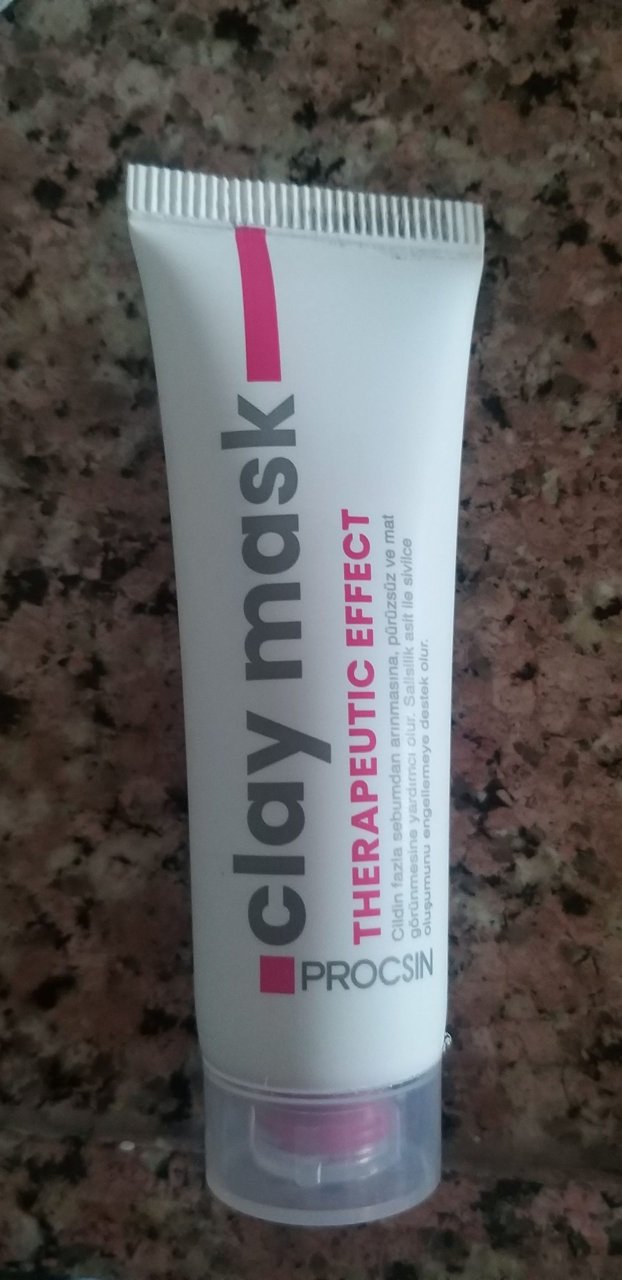 clay mask
THERAPEUTIC EFFECT
Cildin fazla sebumdan arınmasına, pürüzsüz ve mat
görünmesine yardımcı olur. Salisilik asit ile sivilce
oluşumunu engellemeye destek olur.
PROCSIN